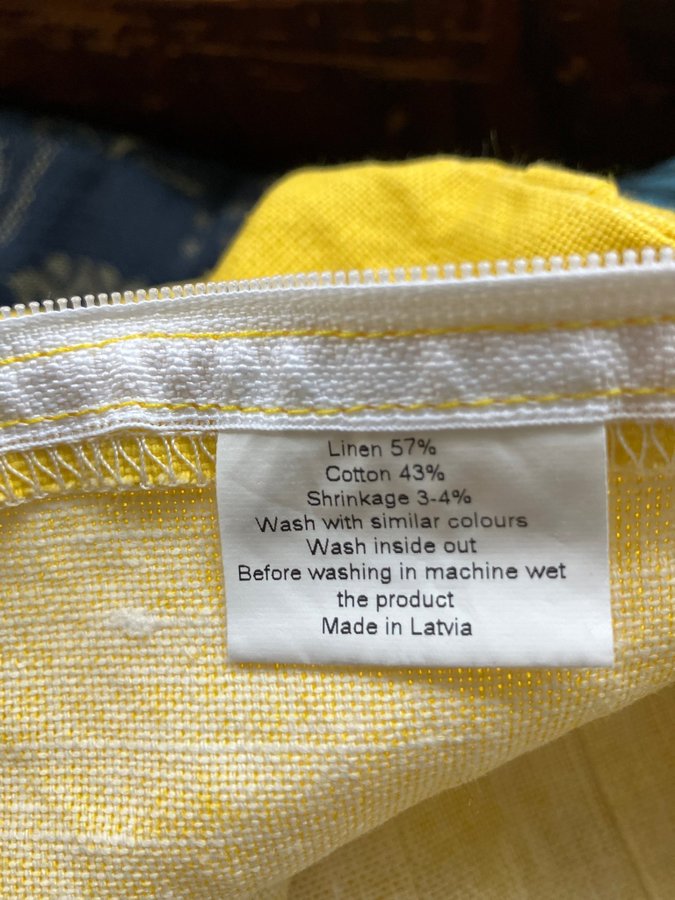 Linen 57%
Cotton 43%
Shrinkage 3-4%
Wash with similar colours
Wash inside out
Before washing in machine wet
the product
Made in Latvia